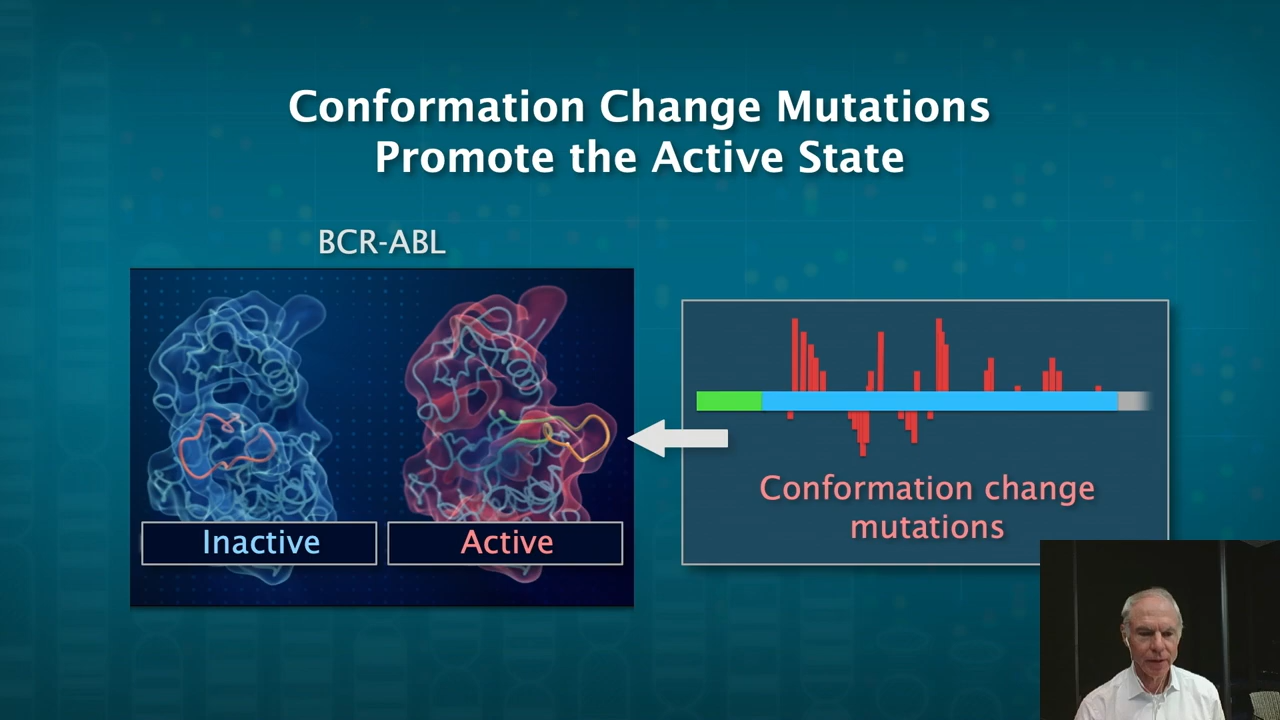 Conformation Change Mutations
Promote the Active State
BCR-ABL
Inactive
Active
Conformation change
mutations